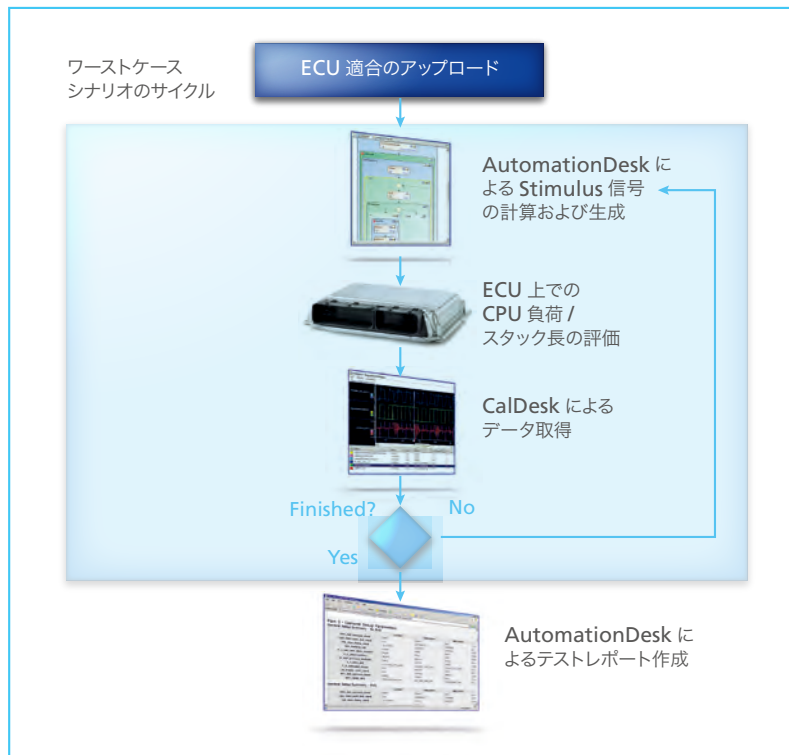 ワーストケース
シナリオのサイクル
ECU 適合のアップロード
AutomationDesk に
よる Stimulus 信号
の計算および生成
ECU 上での
CPU 負荷 /
スタック長の評価
CalDesk による
データ取得
Finished?
No
Yes
AutomationDesk に
よるテストレポート作成